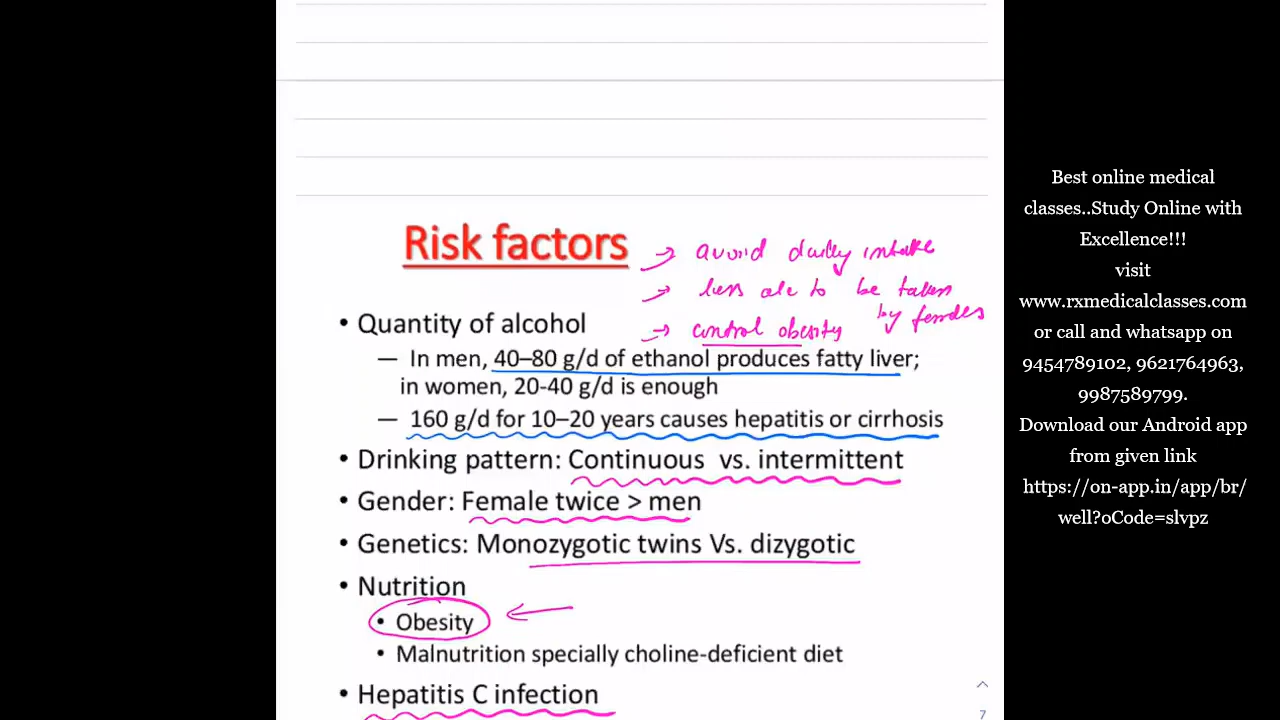 Risk factors
→ avoid daily intake
→ less alc to be taken
by females
→ control obesity
• Quantity of alcohol
— In men, 40–80 g/d of ethanol produces fatty liver;
in women, 20-40 g/d is enough
— 160 g/d for 10–20 years causes hepatitis or cirrhosis
• Drinking pattern: Continuous vs. intermittent
• Gender: Female twice > men
• Genetics: Monozygotic twins Vs. dizygotic
• Nutrition
• Obesity
• Malnutrition specially choline-deficient diet
• Hepatitis C infection
7
Best online medical
classes..Study Online with
Excellence!!!
visit
www.rxmedicalclasses.com
or call and whatsapp on
9454789102, 9621764963,
9987589799.
Download our Android app
from given link
https://on-app.in/app/br/
well?oCode=slvpz